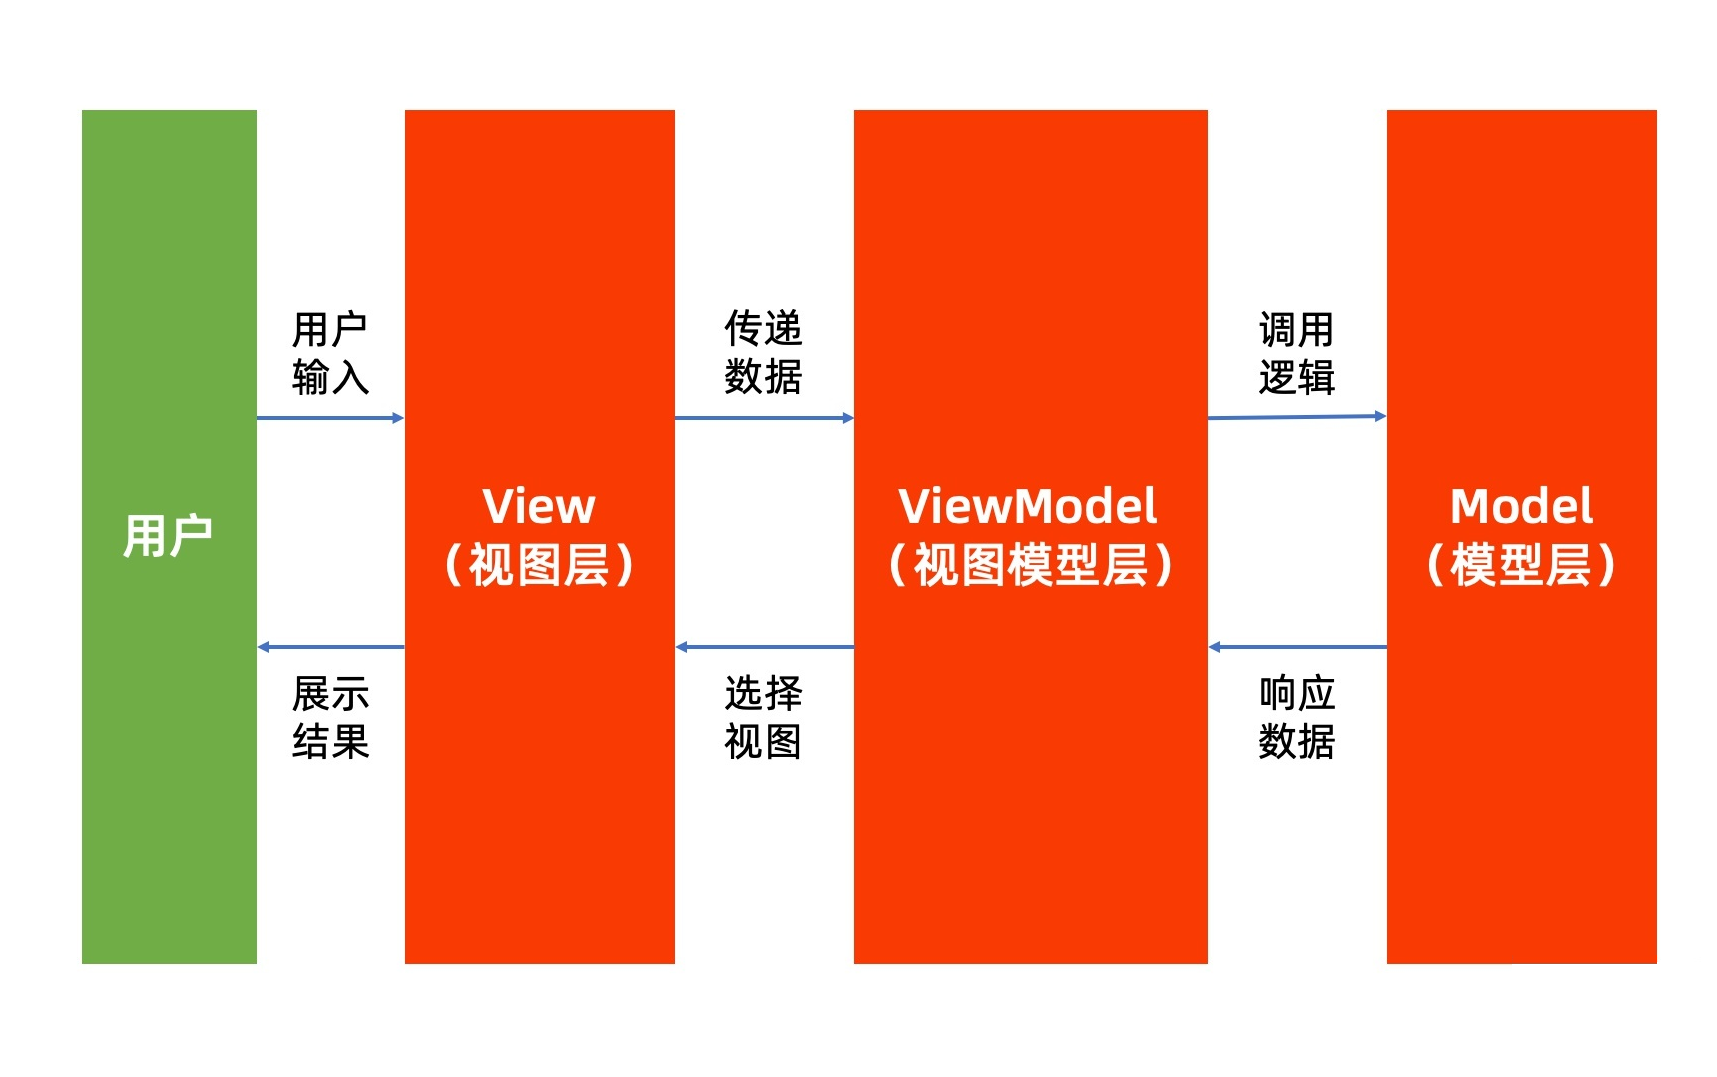 用户
用户
输入
展示
结果
View
（视图层）
传递
数据
选择
视图
ViewModel
（视图模型层）
调用
逻辑
响应
数据
Model
（模型层）